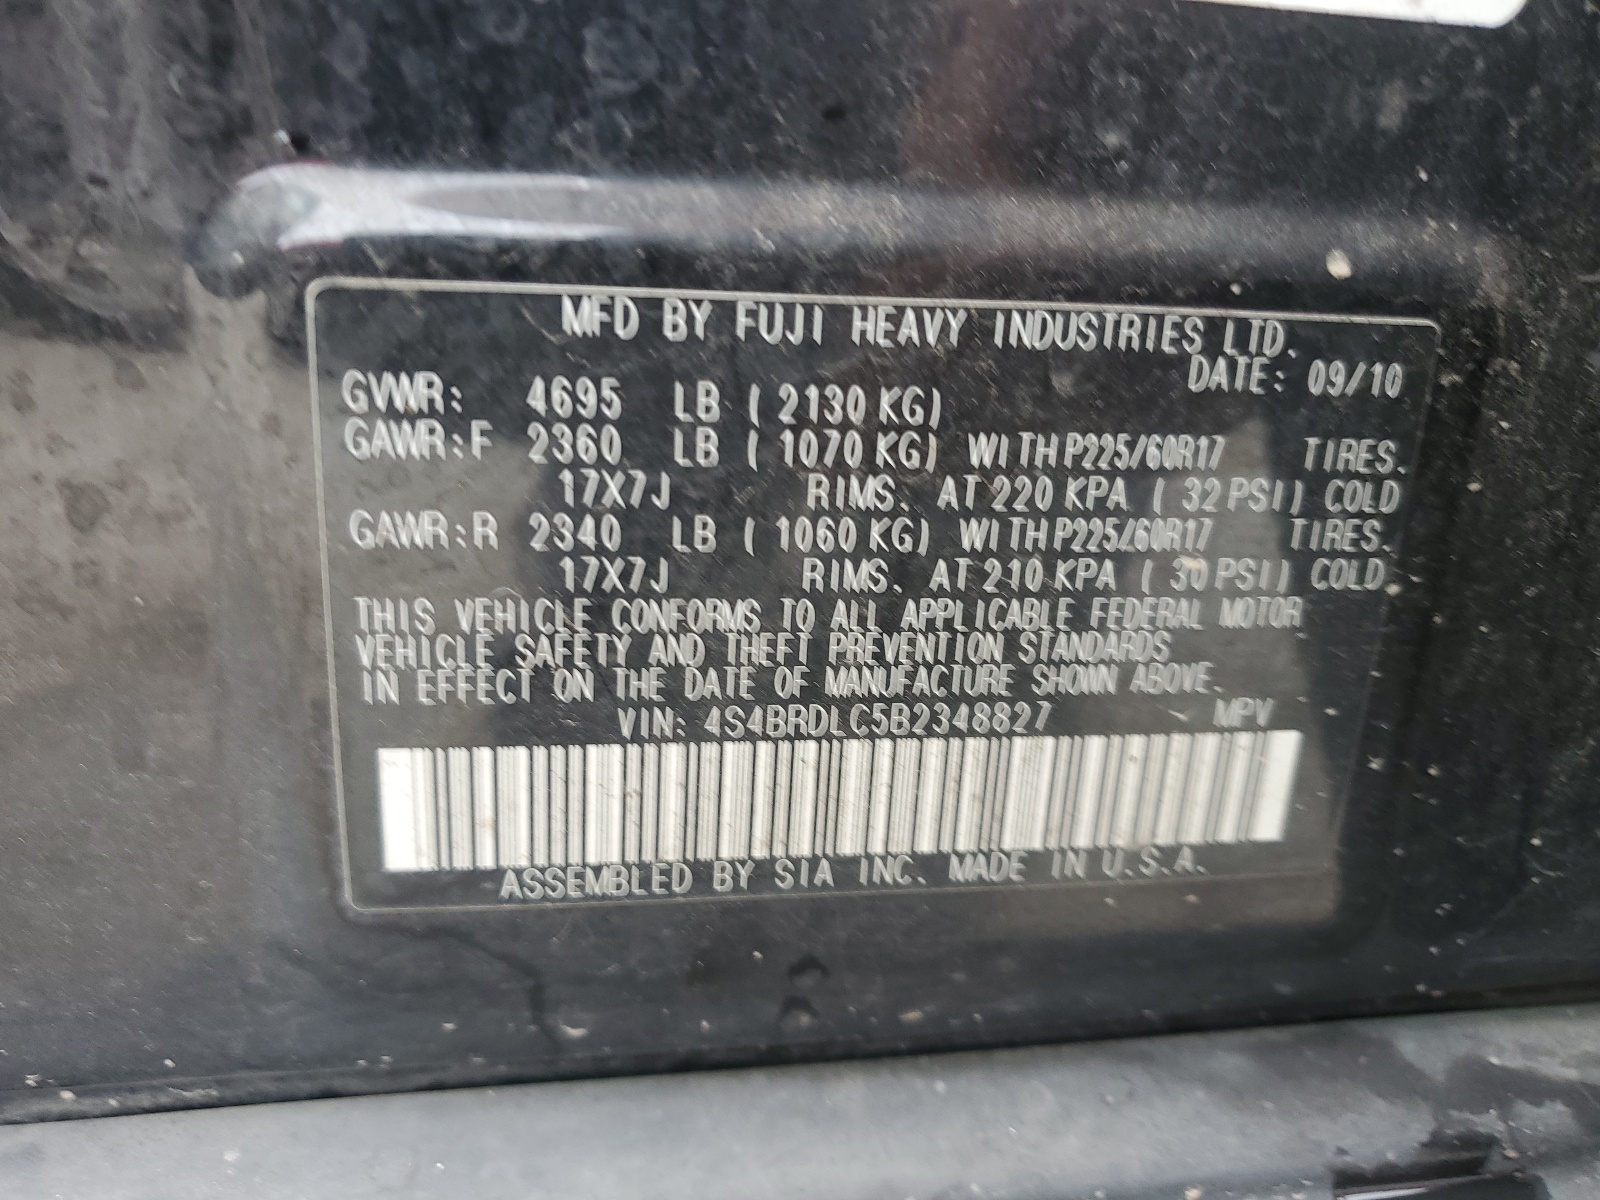 MFD BY FUJI HEAVY INDUSTRIES LTD.
DATE: 09/10
GVWR: 4695 LB (2130 KG)
GAWR:F 2360 LB (1070 KG) WITH P225/60R17 TIRES.
17X7J RIMS. AT 220 KPA (32 PSI) COLD
GAWR:R 2340 LB (1060 KG) WITH P225/60R17 TIRES.
17X7J RIMS. AT 210 KPA (30 PSI) COLD.
THIS VEHICLE CONFORMS TO ALL APPLICABLE FEDERAL MOTOR
VEHICLE SAFETY AND THEFT PREVENTION STANDARDS
IN EFFECT ON THE DATE OF MANUFACTURE SHOWN ABOVE.
VIN: 4S4BRDLC5B2348827 MPV
ASSEMBLED BY SIA INC. MADE IN U.S.A.